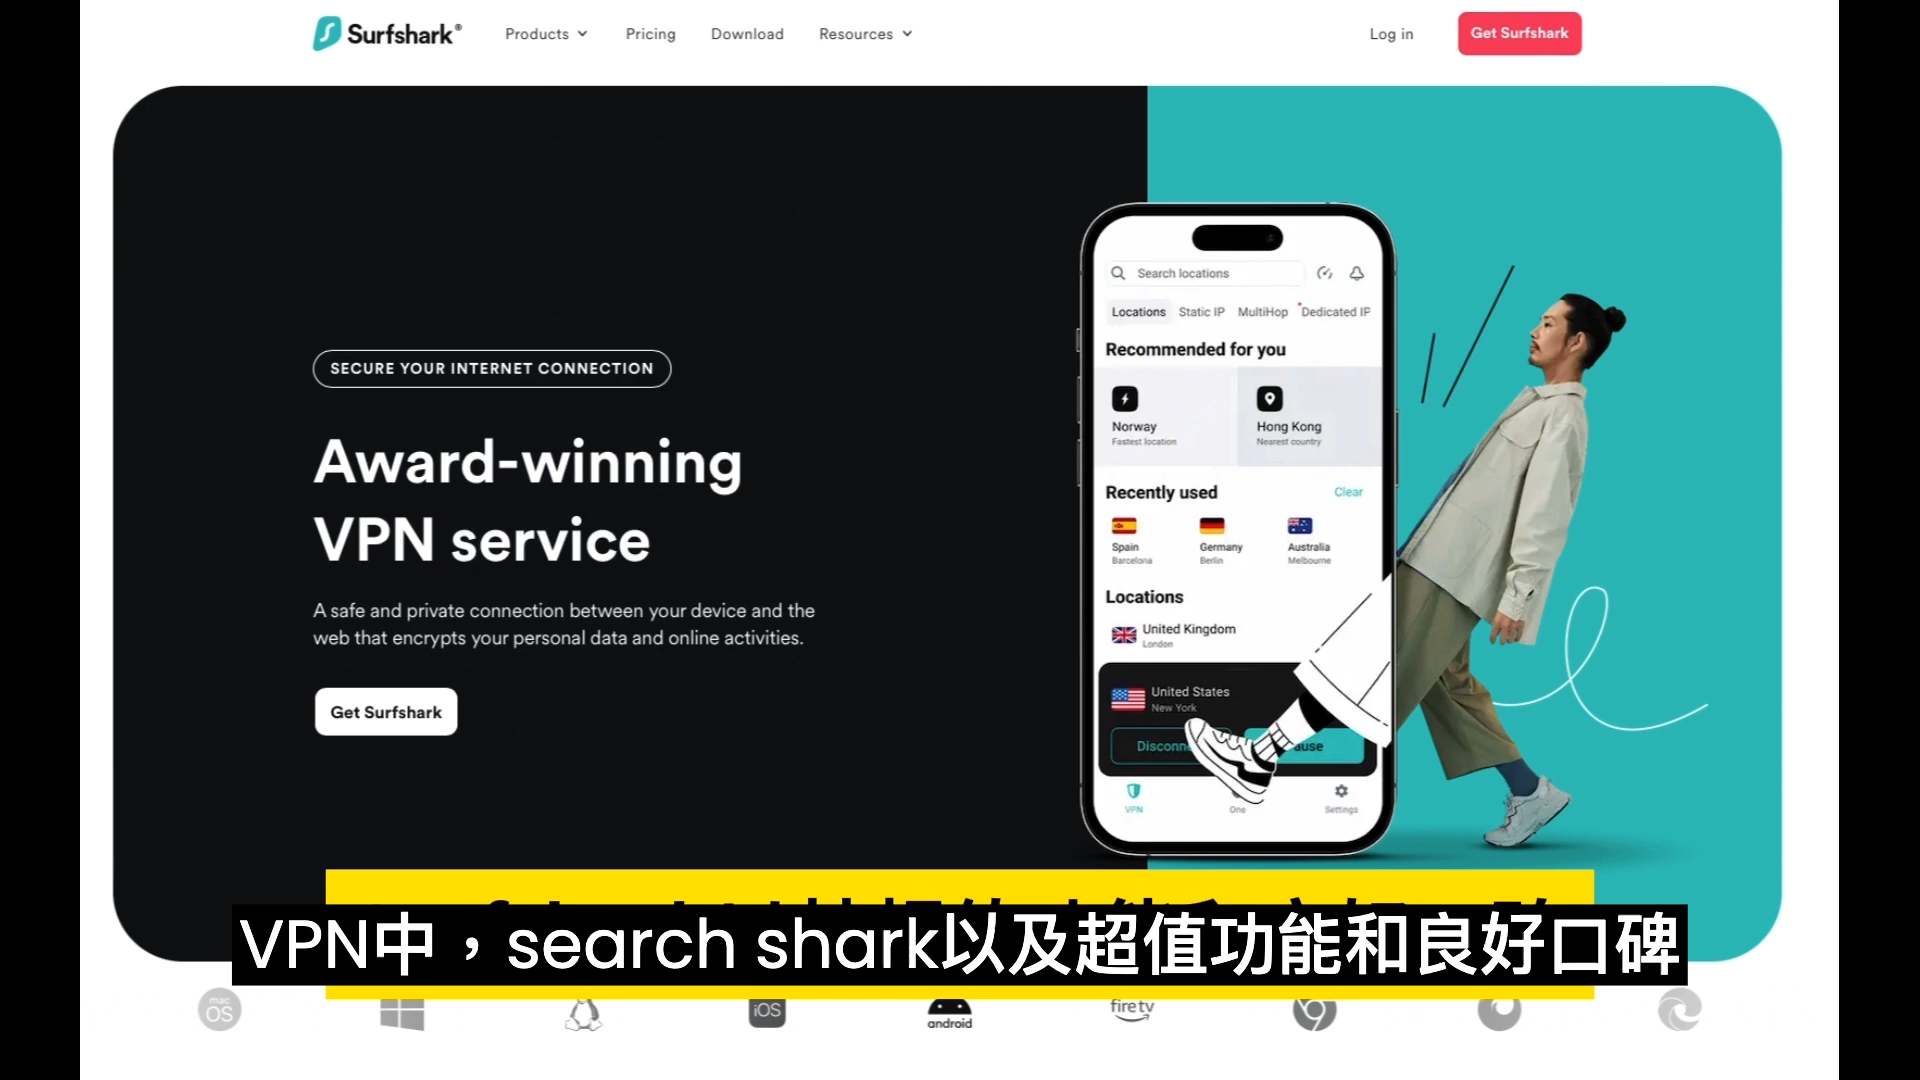 Surfshark®
Products
Pricing
Download
Resources
Log in
Get Surfshark
SECURE YOUR INTERNET CONNECTION
Award-winning
VPN service
A safe and private connection between your device and the
web that encrypts your personal data and online activities.
Get Surfshark
Search locations
Locations Static IP MultiHop Dedicated IP
Recommended for you
Norway
Fastest location
Hong Kong
Nearest country
Recently used Clear
Spain
Barcelona
Germany
Berlin
Australia
Melbourne
Locations
United Kingdom
London
United States
New York
VPN
One
Settings
VPN中，search shark以及超值功能和良好口碑
mac
OS
iOS
android
fire tv